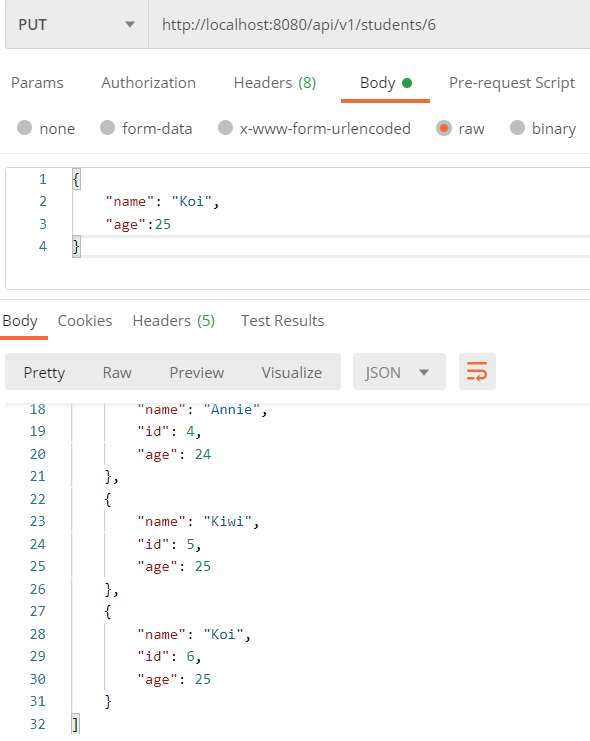 PUT http://localhost:8080/api/v1/students/6
Params Authorization Headers (8) Body Pre-request Script
none form-data x-www-form-urlencoded raw binary
1 {
2 "name": "Koi",
3 "age":25
4 }
Body Cookies Headers (5) Test Results
Pretty Raw Preview Visualize JSON
18 "name": "Annie",
19 "id": 4,
20 "age": 24
21 },
22 {
23 "name": "Kiwi",
24 "id": 5,
25 "age": 25
26 },
27 {
28 "name": "Koi",
29 "id": 6,
30 "age": 25
31 }
32 ]